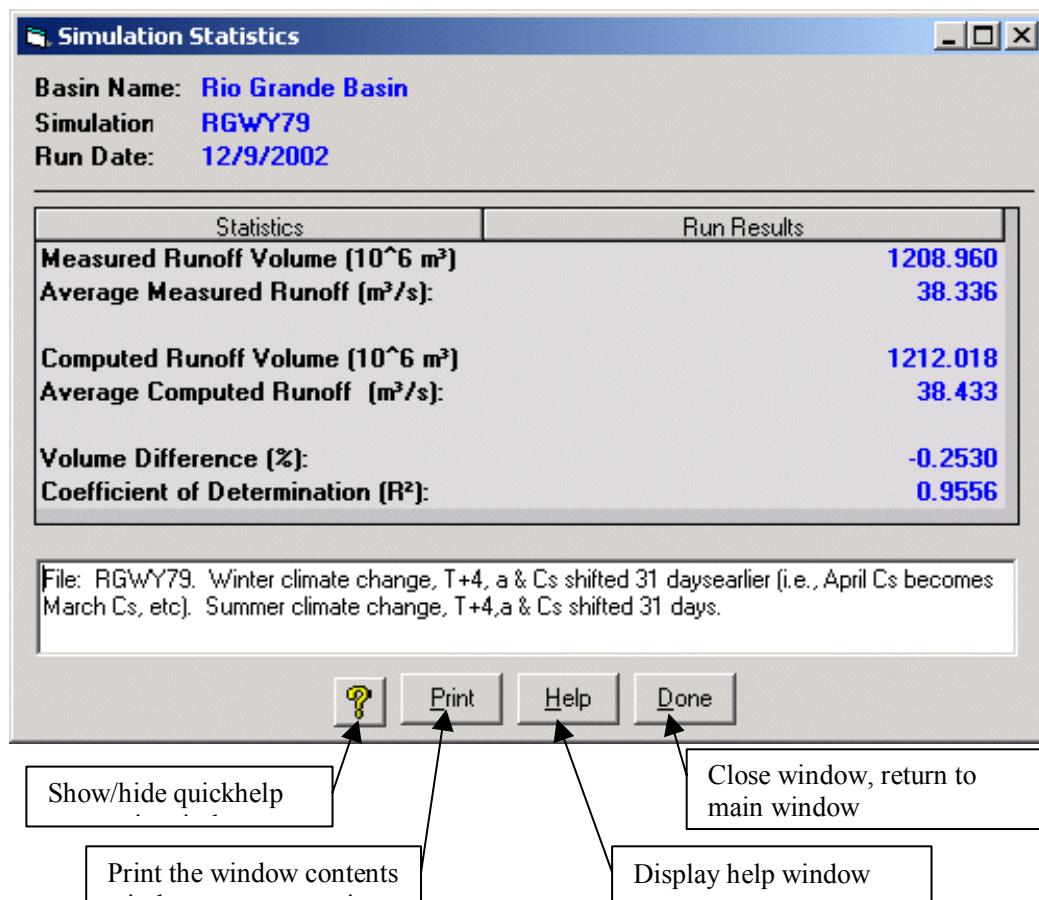 Simulation Statistics
Basin Name: Rio Grande Basin
Simulation RGWY79
Run Date: 12/9/2002
Statistics Run Results
Measured Runoff Volume (10^6 m³) 1208.960
Average Measured Runoff (m³/s): 38.336
Computed Runoff Volume (10^6 m³) 1212.018
Average Computed Runoff (m³/s): 38.433
Volume Difference (%): -0.2530
Coefficient of Determination (R²): 0.9556
File: RGWY79. Winter climate change, T+4, a & Cs shifted 31 daysearlier (i.e., April Cs becomes
March Cs, etc). Summer climate change, T+4,a & Cs shifted 31 days.
? Print Help Done
Show/hide quickhelp
Close window, return to
main window
Print the window contents
Display help window